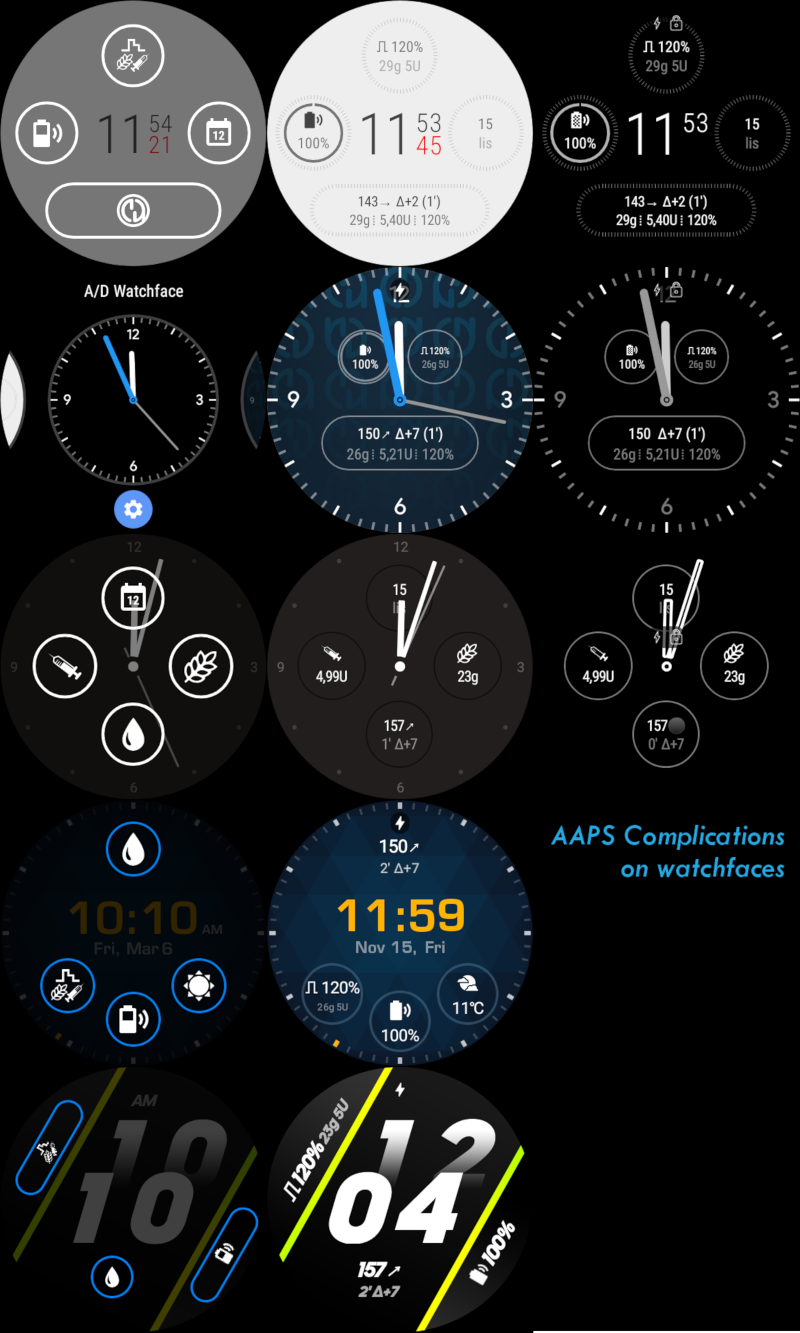 12
11 54
21
⎍ 120%
29g 5U
100%
11 53
45
15
lis
143→ Δ+2 (1')
29g⁝ 5,40U⁝ 120%
⎍ 120%
29g 5U
100%
11 53
15
lis
143→ Δ+2 (1')
29g⁝ 5,40U⁝ 120%
A/D Watchface
12
9 3
6
9
12
100%
⎍ 120%
26g 5U
9 3
150↗ Δ+7 (1')
26g⁝ 5,21U⁝ 120%
6
12
100%
⎍ 120%
26g 5U
9 3
150 Δ+7 (1')
26g⁝ 5,21U⁝ 120%
6
12
12
9 3
6
12
15
9 3
4,99U
23g
157↗
1' Δ+7
6
15
4,99U
23g
157
0' Δ+7
10:10 AM
Fri, Mar 6
150↗
2' Δ+7
11:59
Nov 15, Fri
⎍ 120%
26g 5U
100%
11°C
AAPS Complications
on watchfaces
AM
10
10
⎍ 120% 23g 5U
12
04
157↗
2' Δ+7
100%